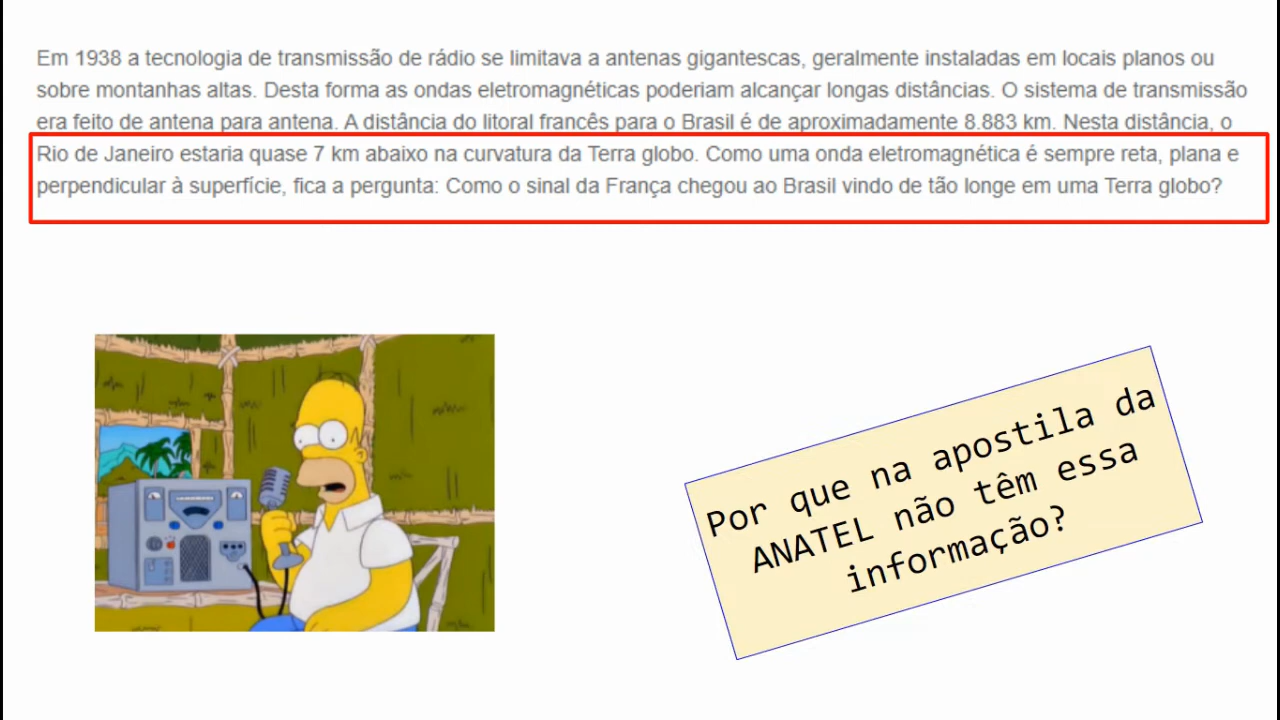 Em 1938 a tecnologia de transmissão de rádio se limitava a antenas gigantescas, geralmente instaladas em locais planos ou
sobre montanhas altas. Desta forma as ondas eletromagnéticas poderiam alcançar longas distâncias. O sistema de transmissão
era feito de antena para antena. A distância do litoral francês para o Brasil é de aproximadamente 8.883 km. Nesta distância, o
Rio de Janeiro estaria quase 7 km abaixo na curvatura da Terra globo. Como uma onda eletromagnética é sempre reta, plana e
perpendicular à superfície, fica a pergunta: Como o sinal da França chegou ao Brasil vindo de tão longe em uma Terra globo?
Por que na apostila da
ANATEL não têm essa
informação?